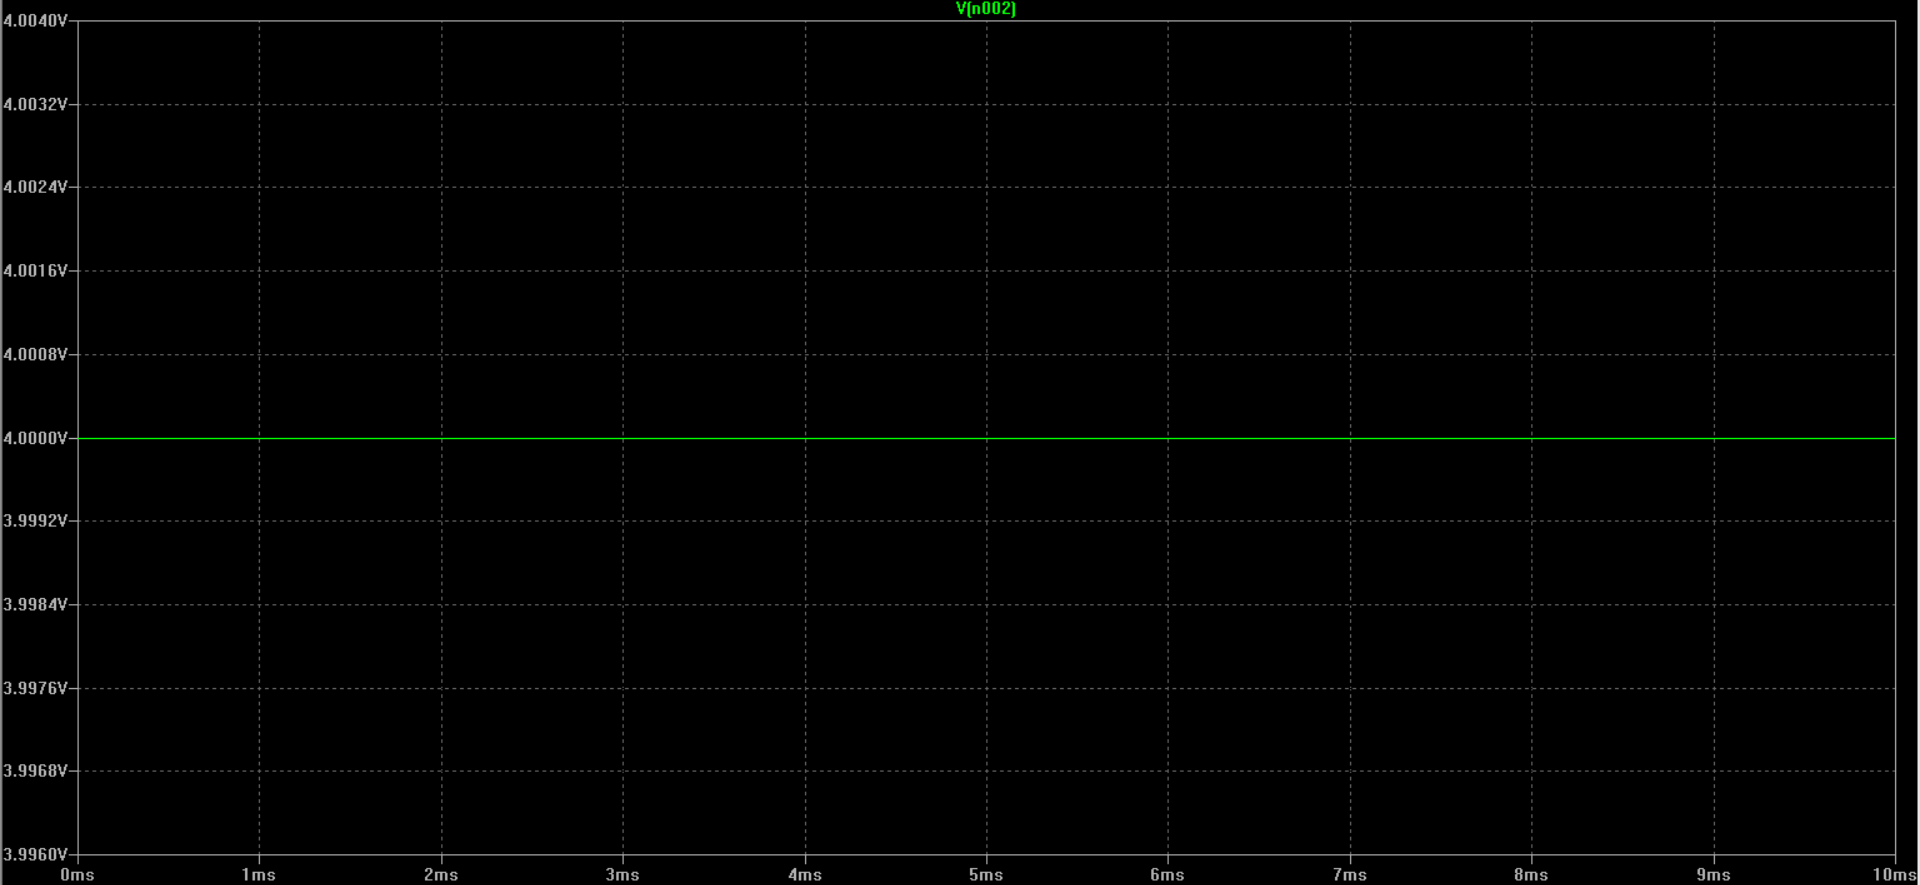 V(n002)
4.0040V
4.0032V
4.0024V
4.0016V
4.0008V
4.0000V
3.9992V
3.9984V
3.9976V
3.9968V
3.9960V
0ms 1ms 2ms 3ms 4ms 5ms 6ms 7ms 8ms 9ms 10ms